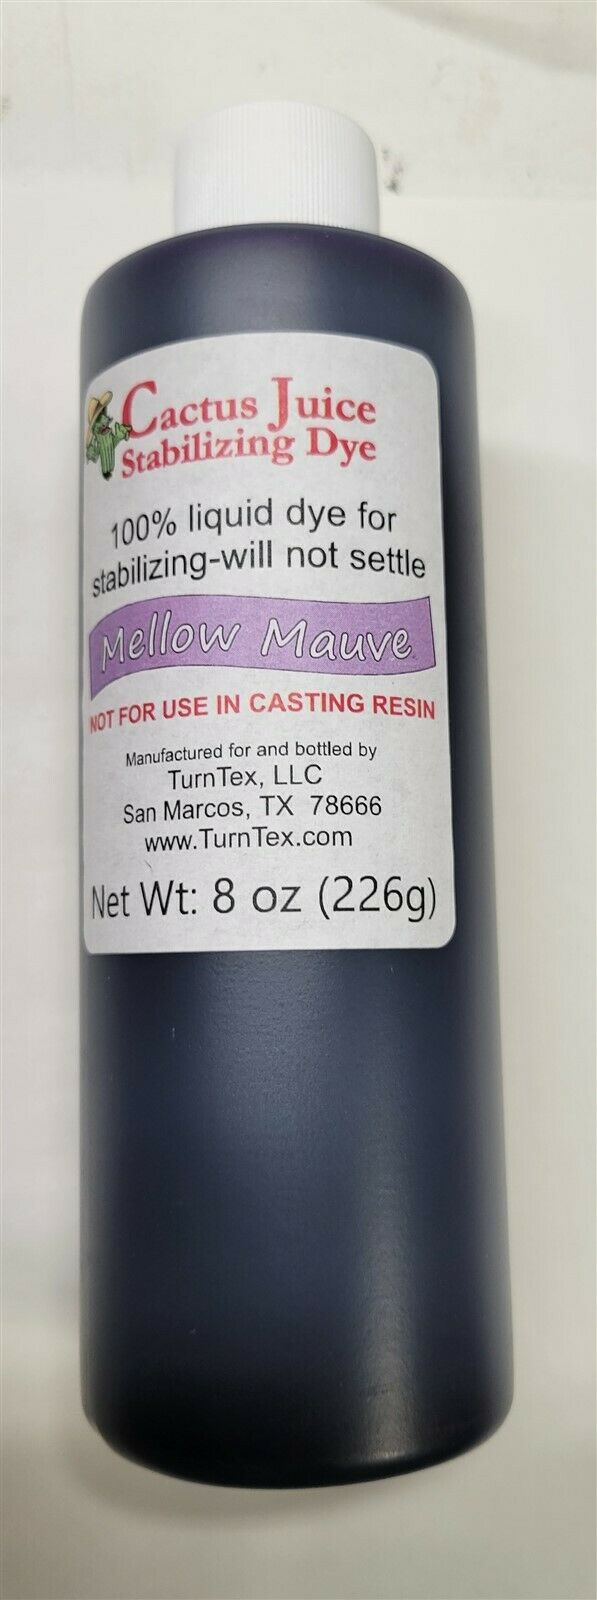 Cactus Juice
Stabilizing Dye
100% liquid dye for
stabilizing-will not settle
Mellow Mauve
NOT FOR USE IN CASTING RESIN
Manufactured for and bottled by
TurnTex, LLC
San Marcos, TX 78666
www.TurnTex.com
Net Wt: 8 oz (226g)